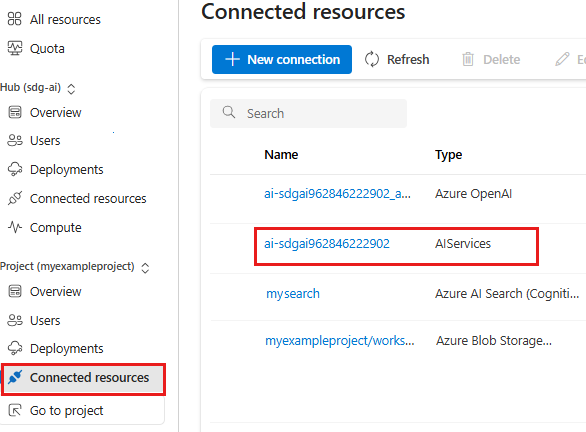 All resources
Quota
Hub (sdg-ai)
Overview
Users
Deployments
Connected resources
Compute
Project (myexampleproject)
Overview
Users
Deployments
Connected resources
Go to project
Connected resources
New connection Refresh Delete
Search
Name Type
ai-sdgai962846222902_a... Azure OpenAI
ai-sdgai962846222902 AIServices
mysearch Azure AI Search (Cogniti...
myexampleproject/works... Azure Blob Storage...